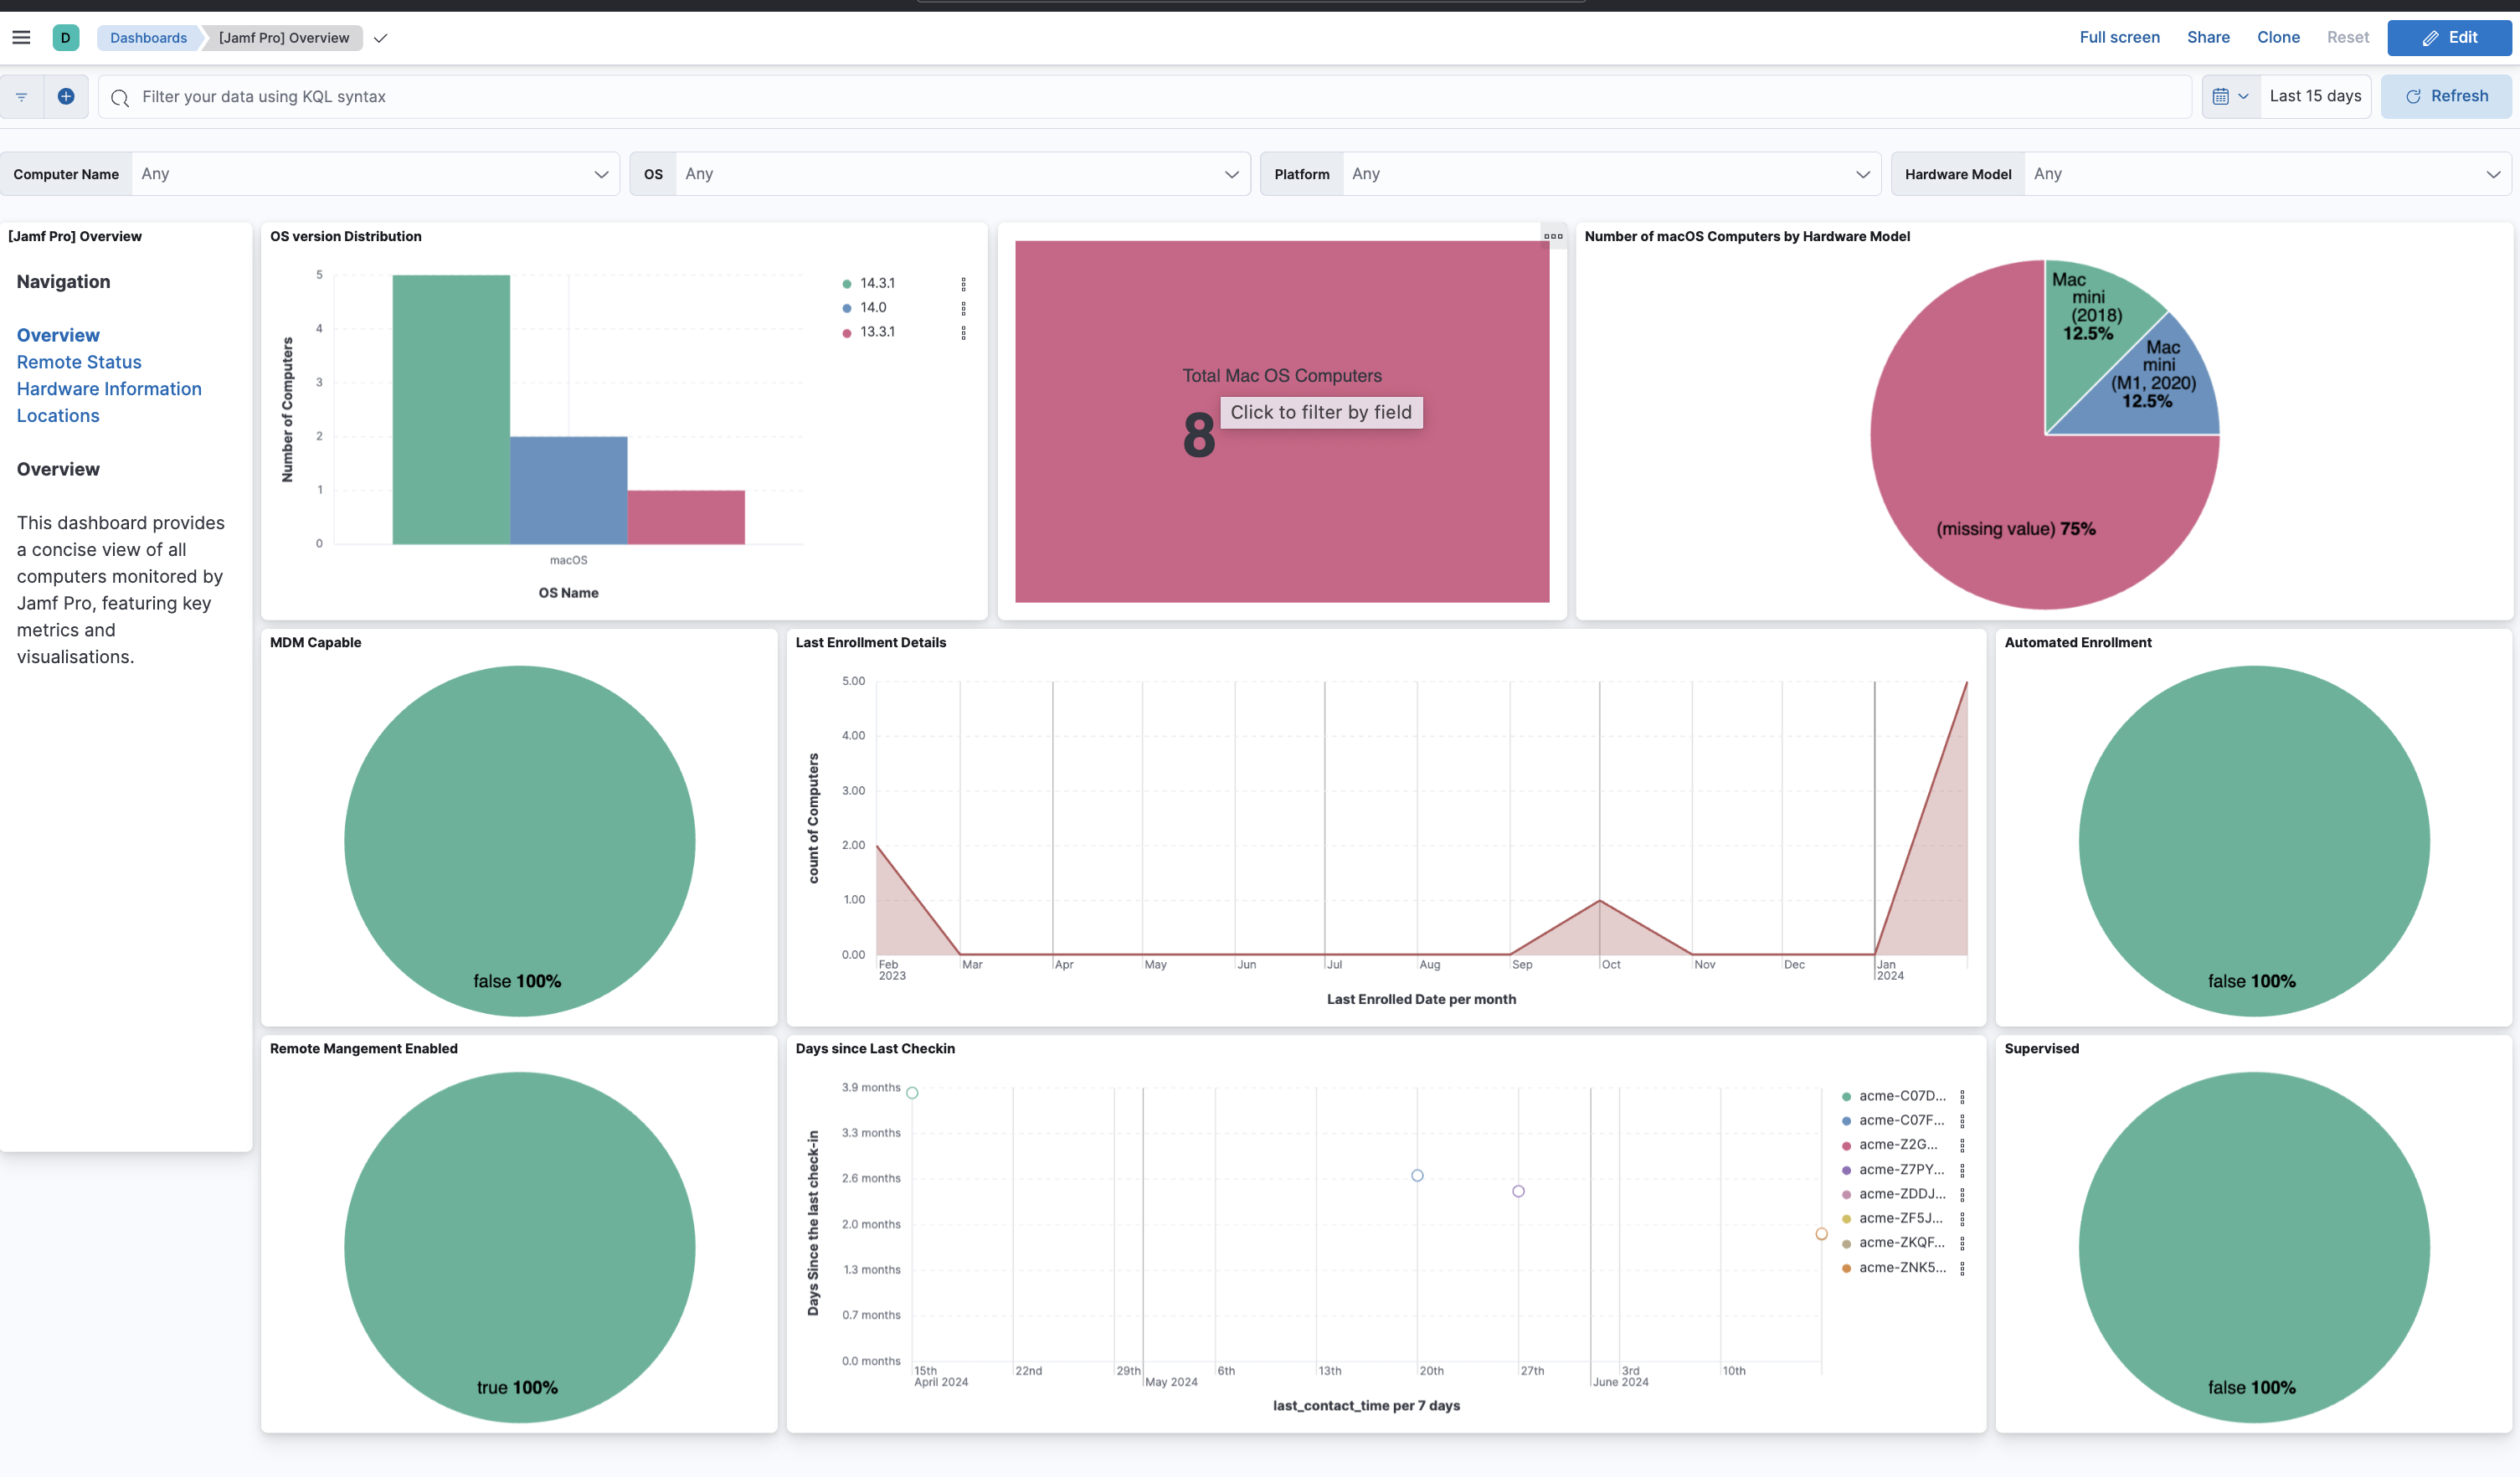 D
Dashboards
[Jamf Pro] Overview
Full screen
Share
Clone
Reset
Edit
Filter your data using KQL syntax
Last 15 days
Refresh
Computer Name
Any
OS
Any
Platform
Any
Hardware Model
Any
[Jamf Pro] Overview
Navigation
Overview
Remote Status
Hardware Information
Locations
Overview
This dashboard provides
a concise view of all
computers monitored by
Jamf Pro, featuring key
metrics and
visualisations.
OS version Distribution
Number of Computers
5
4
3
2
1
0
macOS
OS Name
14.3.1
14.0
13.3.1
Total Mac OS Computers
8
Click to filter by field
Number of macOS Computers by Hardware Model
Mac
mini
(2018)
12.5%
Mac
mini
(M1, 2020)
12.5%
(missing value) 75%
MDM Capable
false 100%
Last Enrollment Details
count of Computers
5.00
4.00
3.00
2.00
1.00
0.00
Feb
2023
Mar
Apr
May
Jun
Jul
Aug
Sep
Oct
Nov
Dec
Jan
2024
Last Enrolled Date per month
Automated Enrollment
false 100%
Remote Mangement Enabled
true 100%
Days since Last Checkin
Days Since the last check-in
3.9 months
3.3 months
2.6 months
2.0 months
1.3 months
0.7 months
0.0 months
15th
April 2024
22nd
29th
May 2024
6th
13th
20th
27th
June 2024
3rd
10th
last_contact_time per 7 days
acme-C07D...
acme-C07F...
acme-Z2G...
acme-Z7PY...
acme-ZDDJ...
acme-ZF5J...
acme-ZKQF...
acme-ZNK5...
Supervised
false 100%